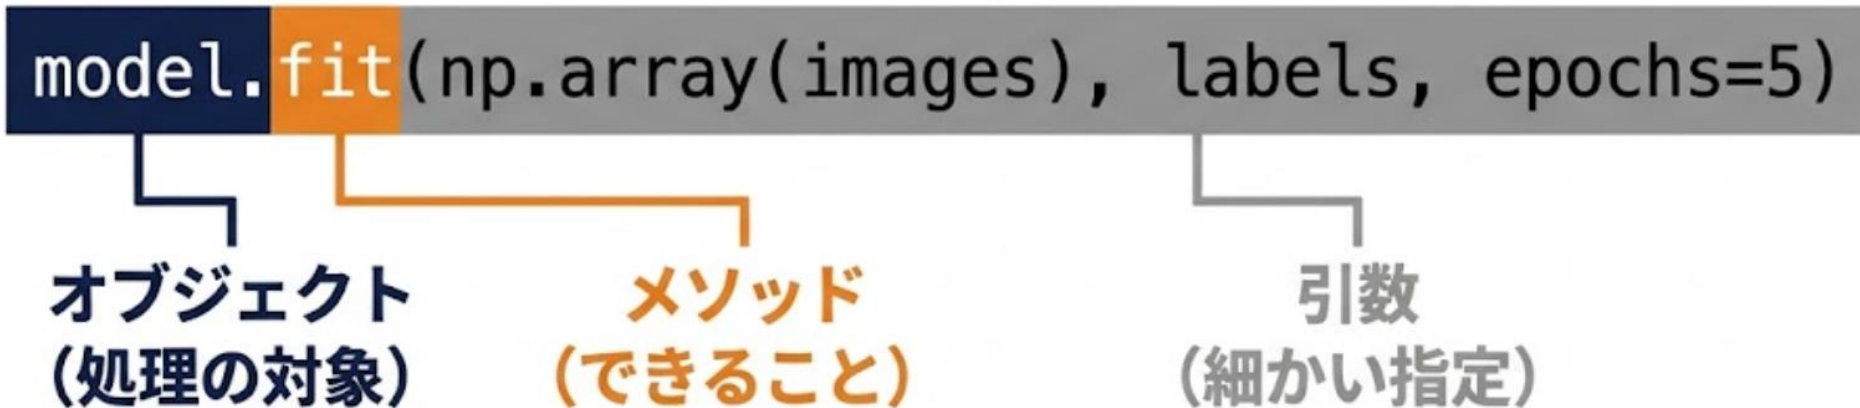 model.fit(np.array(images), labels, epochs=5)
オブジェクト
(処理の対象)
メソッド
(できること)
引数
(細かい指定)